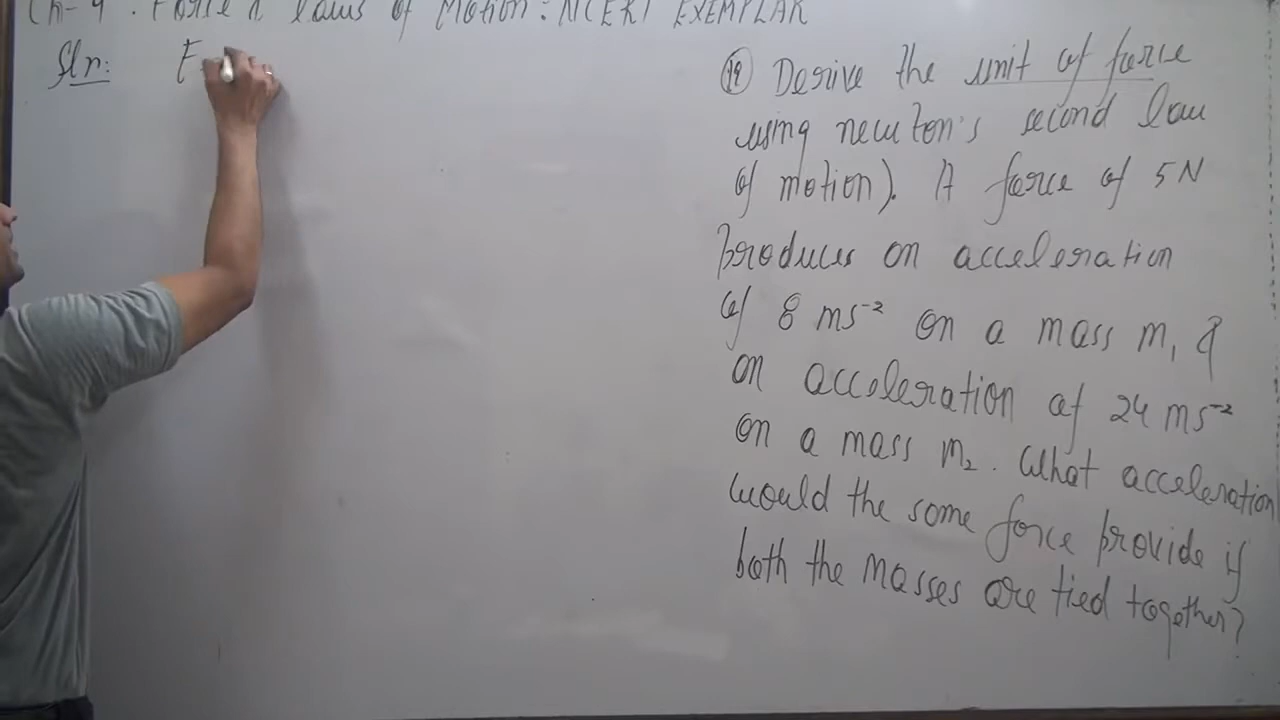 Ch-9. Force & laws of Motion: NCERT EXEMPLAR
Sln:
F
19 Derive the unit of force
using newton's second law
of motion). A force of 5N
produces an acceleration
of 8 ms⁻² on a mass m₁ &
an acceleration of 24 ms⁻²
on a mass m₂. What acceleration
would the same force provide if
both the masses are tied together?